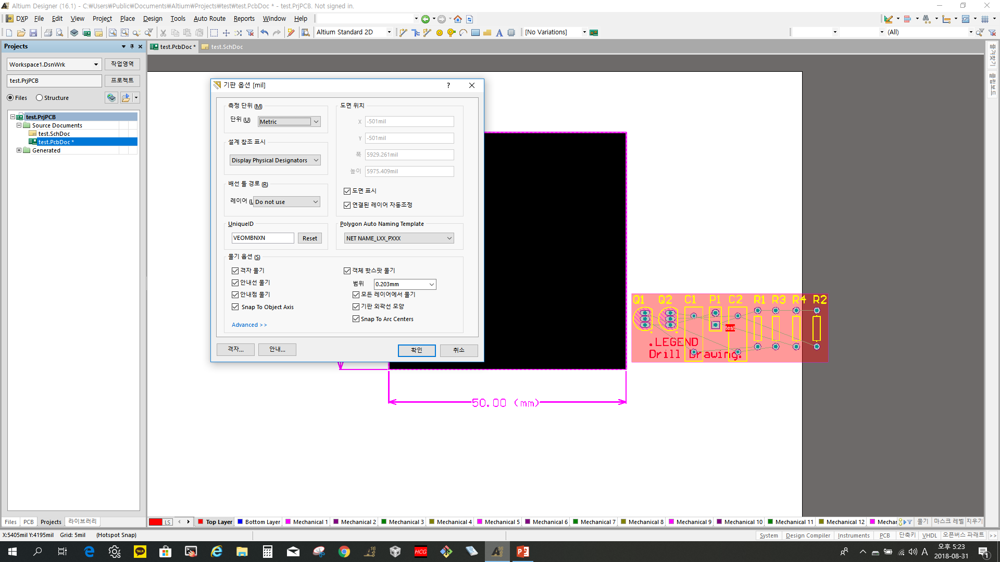 Altium Designer (16.1) - C:₩Users₩Public₩Documents₩Altium₩Projects₩test₩test.PcbDoc * - test.PrjPCB. Not signed in.
DXP File Edit View Project Place Design Tools Auto Route Reports Window Help
Altium Standard 2D [No Variations] (All)
Projects
test.PcbDoc * test.SchDoc
Workspace1.DsnWrk 작업영역
test.PrjPCB 프로젝트
Files Structure
test.PrjPCB
Source Documents
test.SchDoc
test.PcbDoc *
Generated
기판 옵션 [mil] ?
측정 단위 (M)
단위 (U) Metric
설계 참조 표시
Display Physical Designators
배선 툴 경로 (R)
레이어 (L Do not use
도면 위치
X -501mil
Y -501mil
폭 5929.261mil
높이 5975.409mil
도면 표시
연결된 레이어 자동조정
UniqueID
VEOMBNXN Reset
Polygon Auto Naming Template
NET NAME_LXX_PXXX
물기 옵션 (S)
격자 물기
안내선 물기
안내점 물기
Snap To Object Axis
Advanced >>
객체 핫스팟 물기
범위 0.203mm
모든 레이어에서 물기
기판 외곽선 모양
Snap To Arc Centers
격자... 안내... 확인 취소
즐겨찾기
클립보드
Q1 Q2 C1 P1 C2 R1 R3 R4 R2
test
.LEGEND
Drill Drawing.
50.00 (mm)
Files PCB Projects 라이브러리
LS Top Layer Bottom Layer Mechanical 1 Mechanical 2 Mechanical 3 Mechanical 4 Mechanical 5 Mechanical 6 Mechanical 7 Mechanical 8 Mechanical 9 Mechanical 10 Mechanical 11 Mechanical 12 Mechar 물기 마스크 레벨 지우기
X:5405mil Y:4195mil Grid: 5mil (Hotspot Snap)
System Design Compiler Instruments PCB 단축키 VHDL 오픈버스 파래트 >>
TALK
HCG
A
오후 5:23
2018-08-31
1